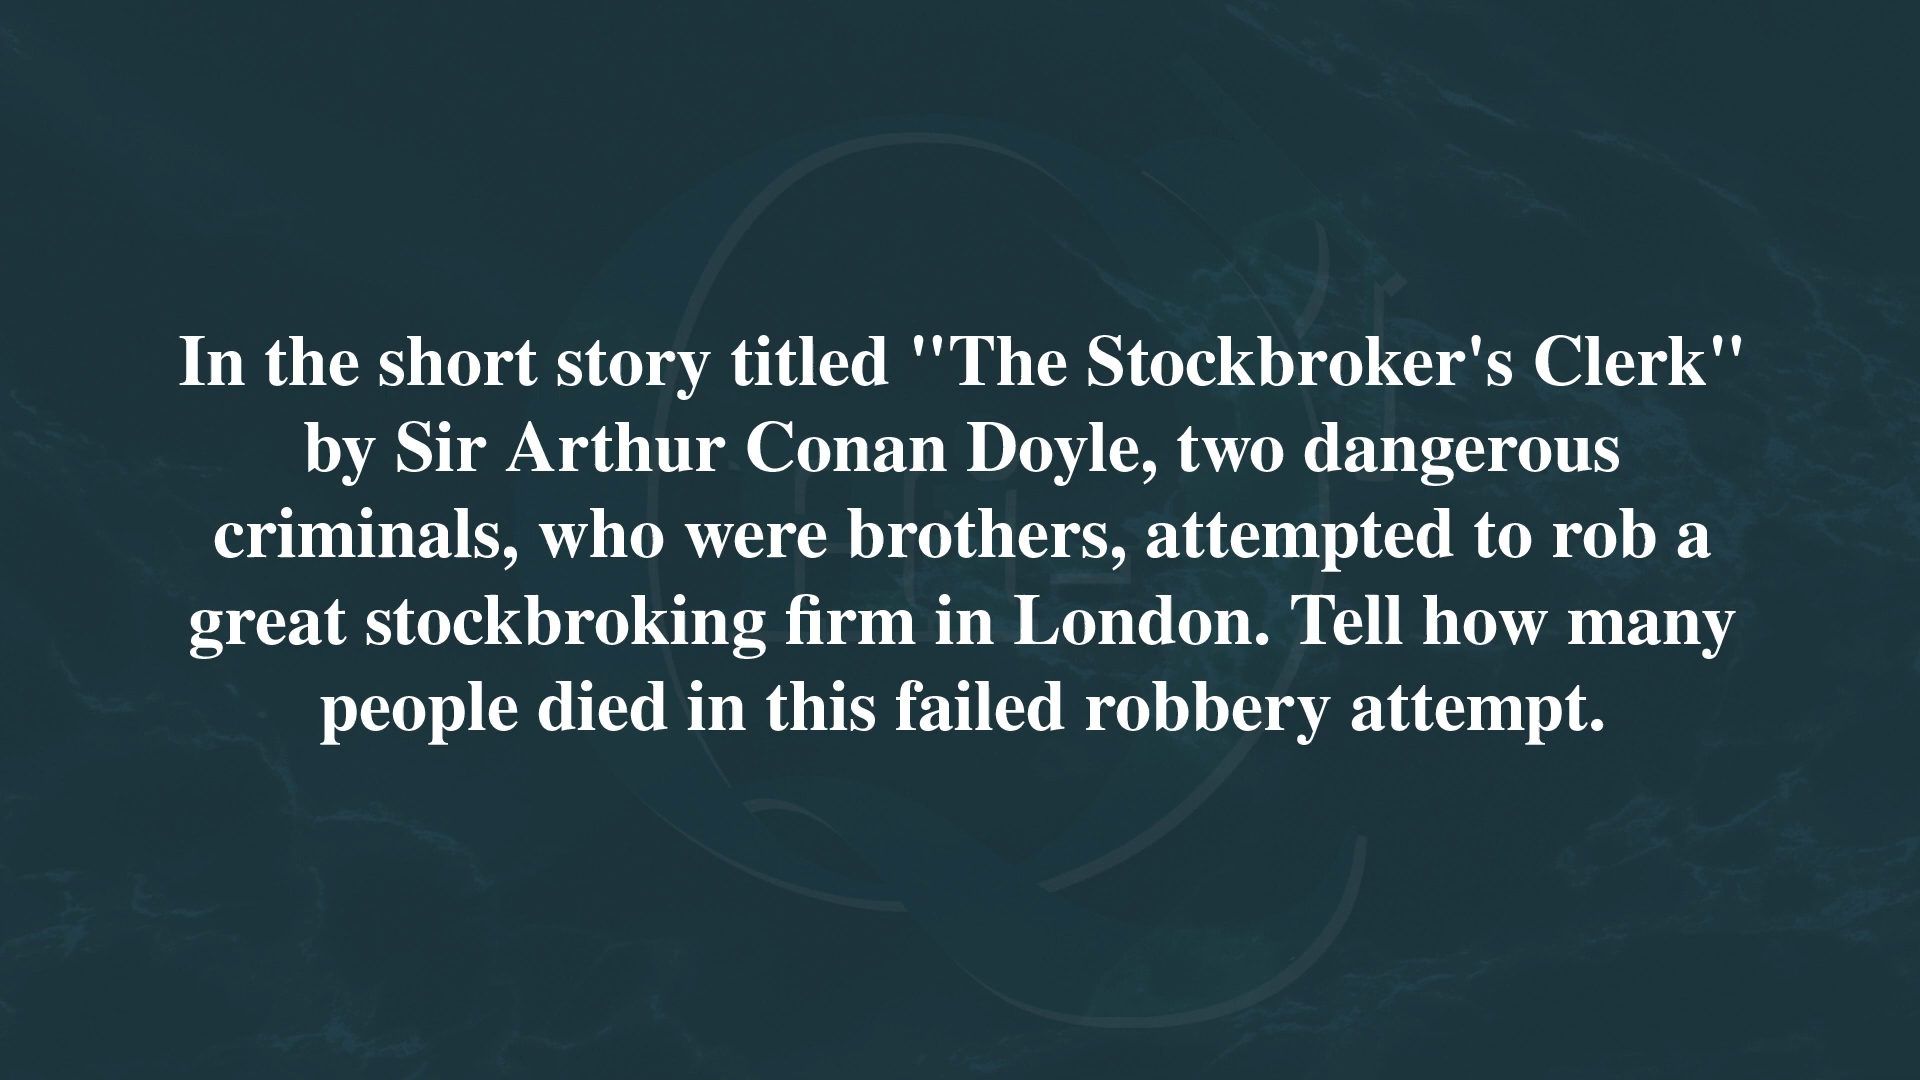 In the short story titled "The Stockbroker's Clerk"
by Sir Arthur Conan Doyle, two dangerous
criminals, who were brothers, attempted to rob a
great stockbroking firm in London. Tell how many
people died in this failed robbery attempt.